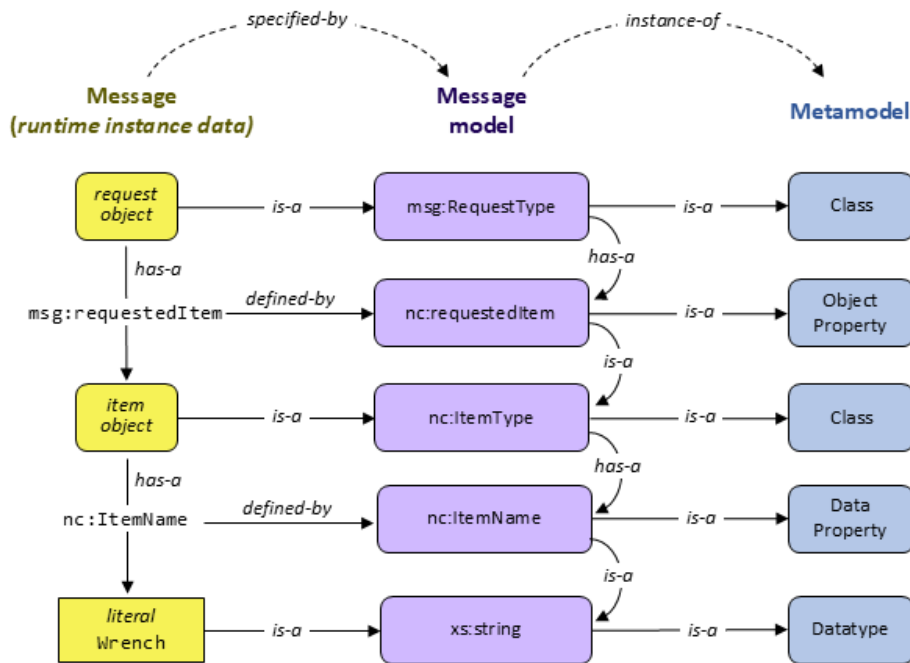 specified-by
instance-of
Message
(runtime instance data)
Message
model
Metamodel
request
object
is-a
msg:RequestType
is-a
Class
has-a
has-a
msg:requestedItem
defined-by
nc:requestedItem
is-a
Object
Property
is-a
item
object
is-a
nc:ItemType
is-a
Class
has-a
has-a
nc:ItemName
defined-by
nc:ItemName
is-a
Data
Property
is-a
literal
Wrench
is-a
xs:string
is-a
Datatype